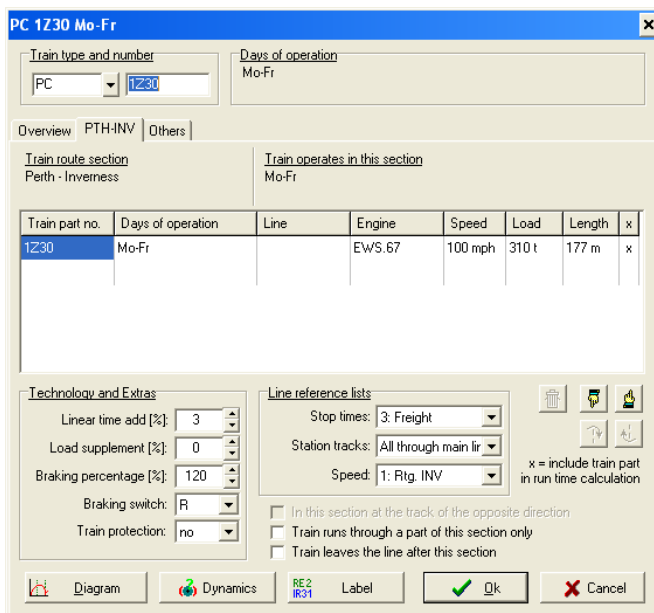 PC 1Z30 Mo-Fr
Train type and number
PC 1Z30
Days of operation
Mo-Fr
Overview PTH-INV Others
Train route section
Perth - Inverness
Train operates in this section
Mo-Fr
Train part no. Days of operation Line Engine Speed Load Length x
1Z30 Mo-Fr EWS.67 100 mph 310 t 177 m x
Technology and Extras
Linear time add [%]: 3
Load supplement [%]: 0
Braking percentage [%]: 120
Braking switch: R
Train protection: no
Line reference lists
Stop times: 3: Freight
Station tracks: All through main lir
Speed: 1: Rtg. INV
x = include train part
in run time calculation
In this section at the track of the opposite direction
Train runs through a part of this section only
Train leaves the line after this section
Diagram
Dynamics
RE2
IR31
Label
Ok
Cancel